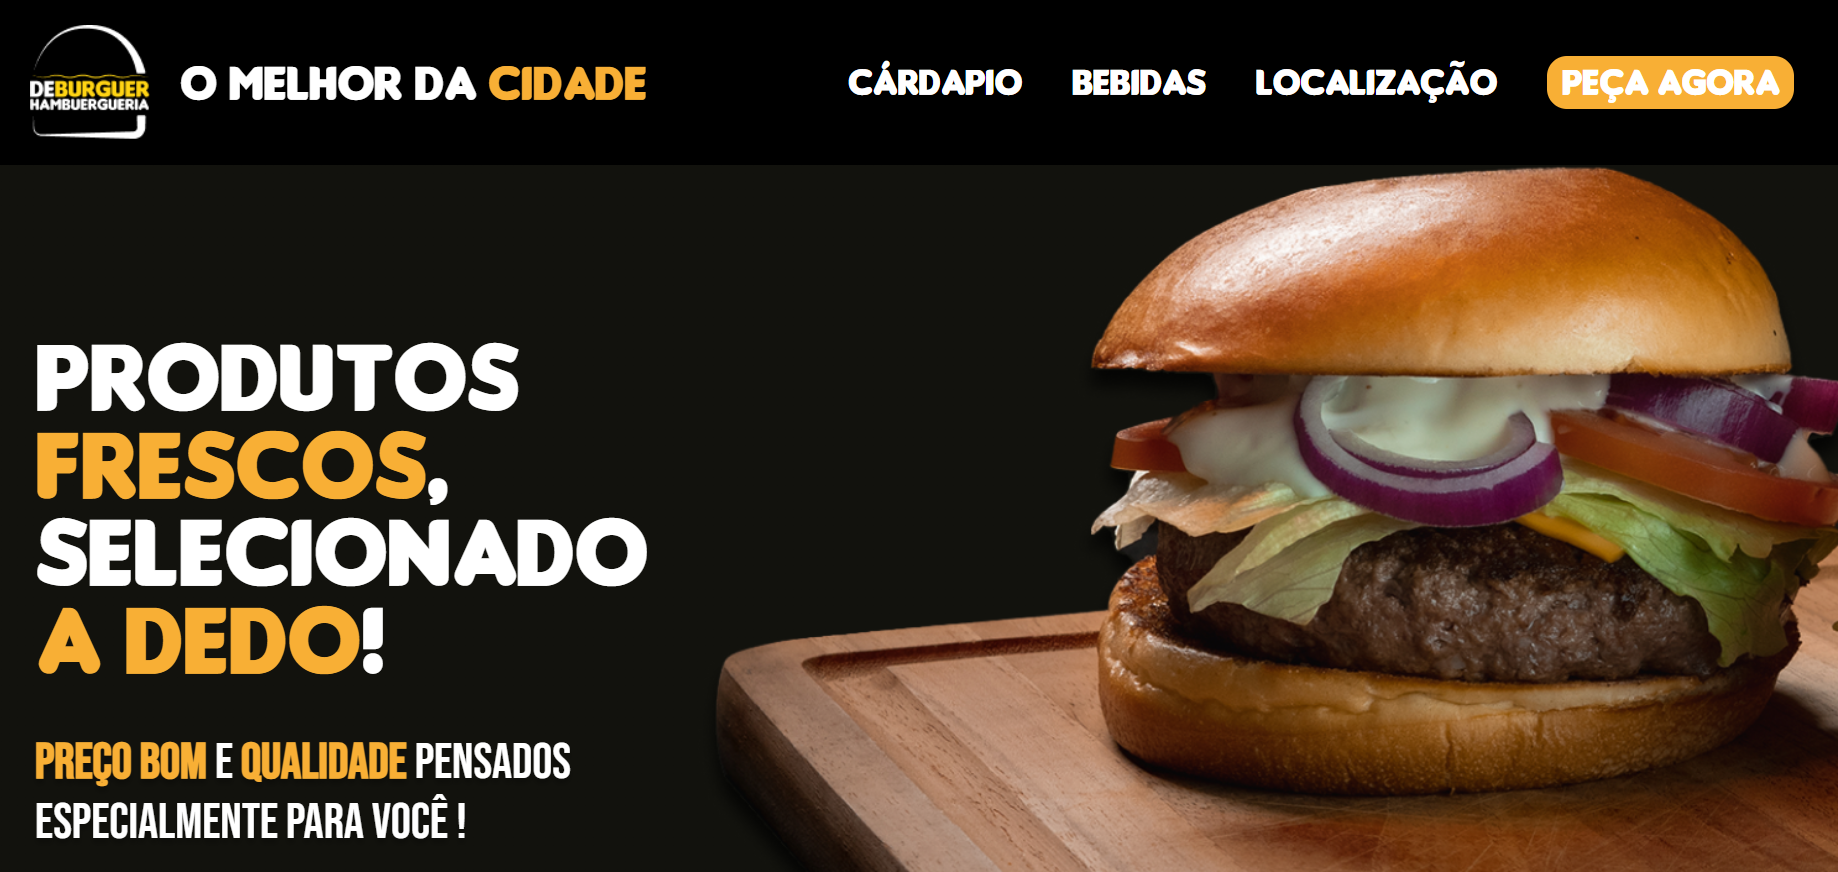 DEBURGUER
HAMBUERGUERIA
O MELHOR DA CIDADE
CÁRDAPIO
BEBIDAS
LOCALIZAÇÃO
PEÇA AGORA
PRODUTOS
FRESCOS,
SELECIONADO
A DEDO!
PREÇO BOM E QUALIDADE PENSADOS
ESPECIALMENTE PARA VOCÊ !